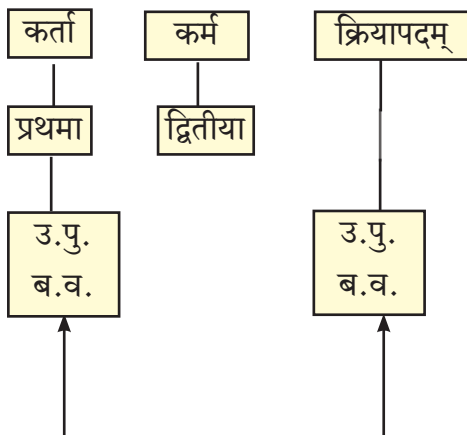 कर्ता कर्म क्रियापदम्
प्रथमा द्वितीया
उ.पु. उ.पु.
ब.व. ब.व.